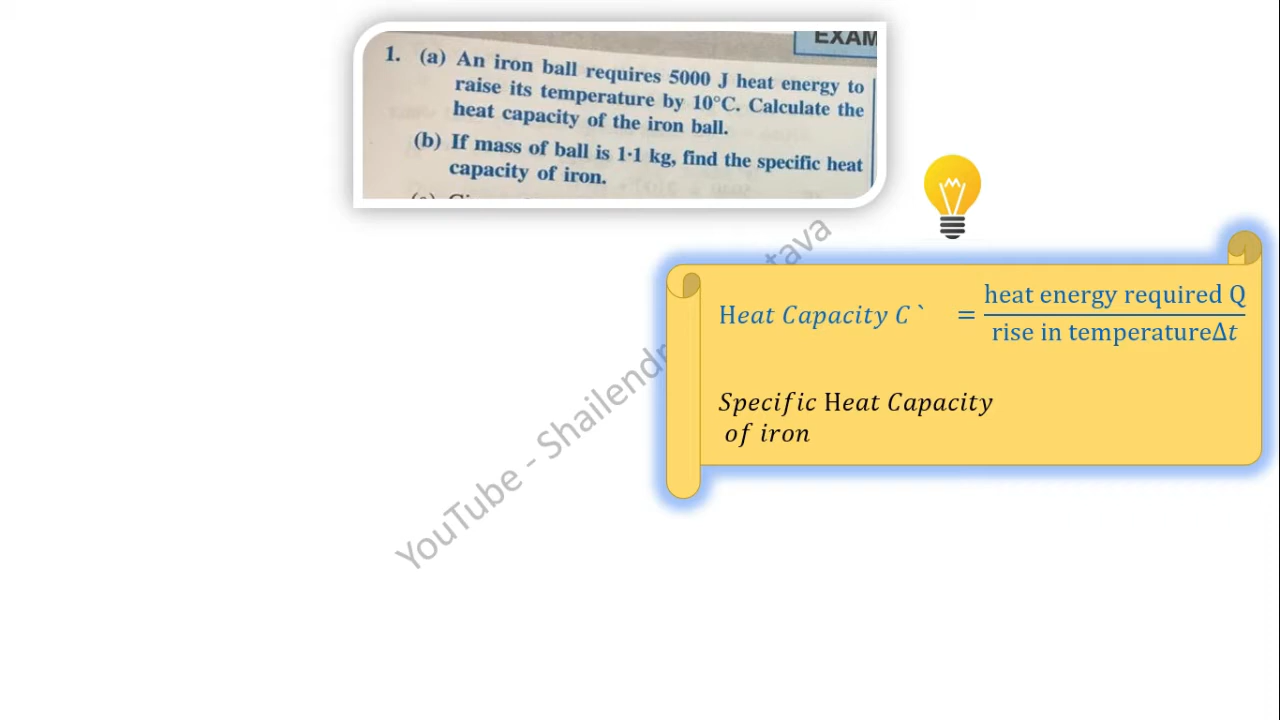 EXAM
1. (a) An iron ball requires 5000 J heat energy to
raise its temperature by 10°C. Calculate the
heat capacity of the iron ball.
(b) If mass of ball is 1·1 kg, find the specific heat
capacity of iron.
Heat Capacity C ` = heat energy required Q
rise in temperatureΔt
Specific Heat Capacity
of iron
YouTube - Shailendr tava